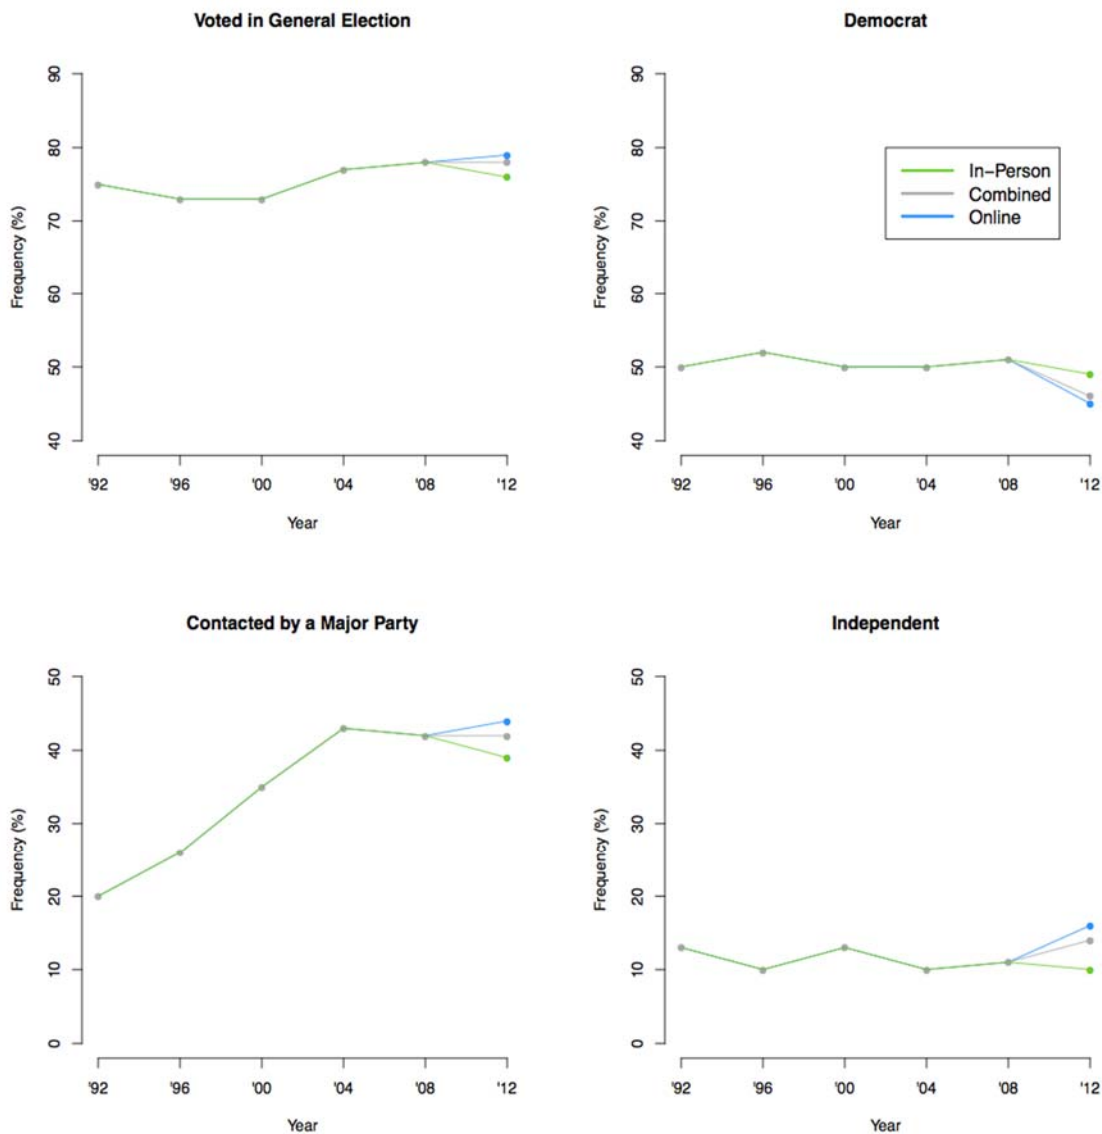 Voted in General Election
Frequency (%)
90
80
70
60
50
40
'92 '96 '00 '04 '08 '12
Year
Democrat
Frequency (%)
90
80
70
60
50
40
In-Person
Combined
Online
'92 '96 '00 '04 '08 '12
Year
Contacted by a Major Party
Frequency (%)
50
40
30
20
10
0
'92 '96 '00 '04 '08 '12
Year
Independent
Frequency (%)
50
40
30
20
10
0
'92 '96 '00 '04 '08 '12
Year